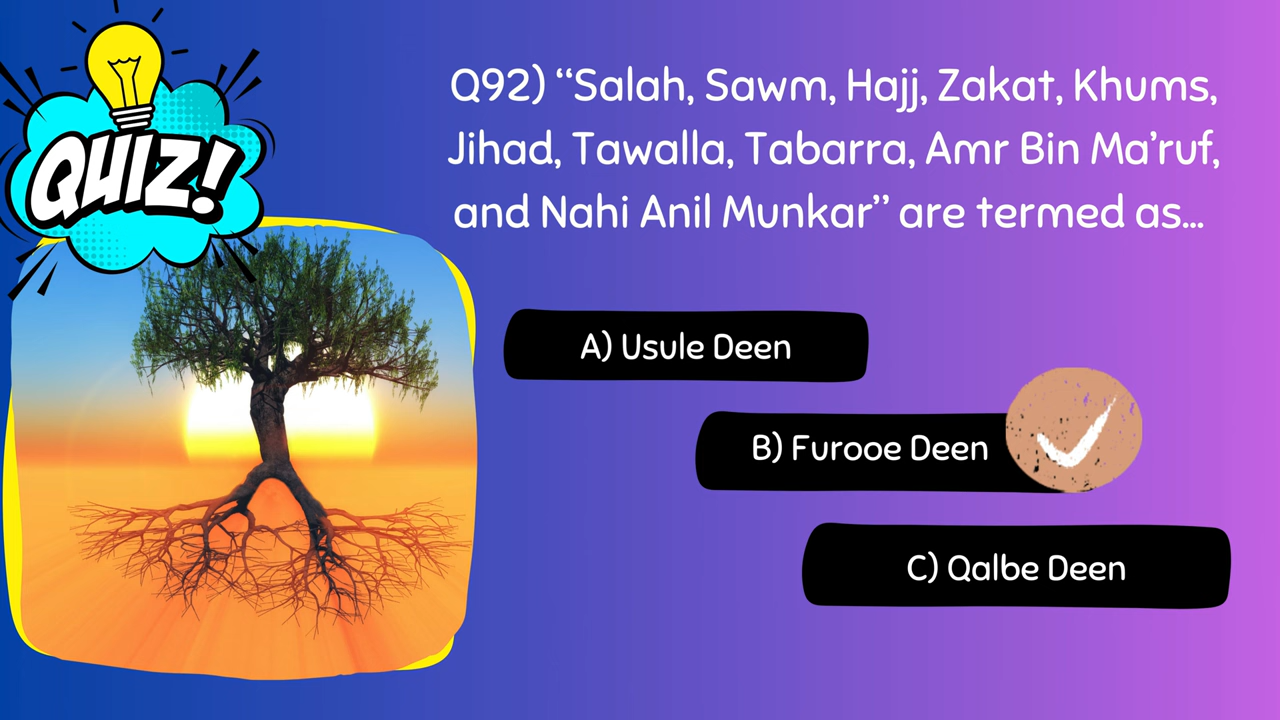 QUIZ!
Q92) “Salah, Sawm, Hajj, Zakat, Khums,
Jihad, Tawalla, Tabarra, Amr Bin Ma’ruf,
and Nahi Anil Munkar” are termed as...
A) Usule Deen
B) Furooe Deen
C) Qalbe Deen